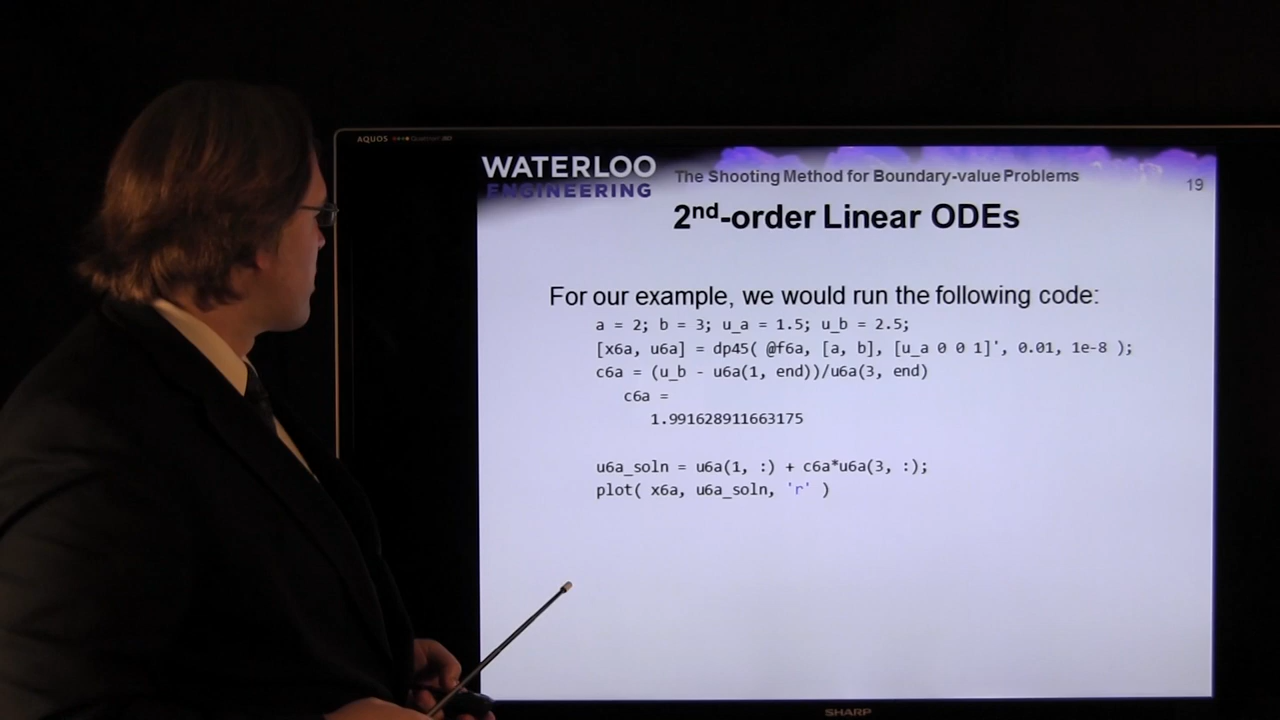 AQUOS
WATERLOO
ENGINEERING
The Shooting Method for Boundary-value Problems
19
2nd-order Linear ODEs
For our example, we would run the following code:
a = 2; b = 3; u_a = 1.5; u_b = 2.5;
[x6a, u6a] = dp45( @f6a, [a, b], [u_a 0 0 1]', 0.01, 1e-8 );
c6a = (u_b - u6a(1, end))/u6a(3, end)
c6a =
1.991628911663175
u6a_soln = u6a(1, :) + c6a*u6a(3, :);
plot( x6a, u6a_soln, 'r' )
SHARP